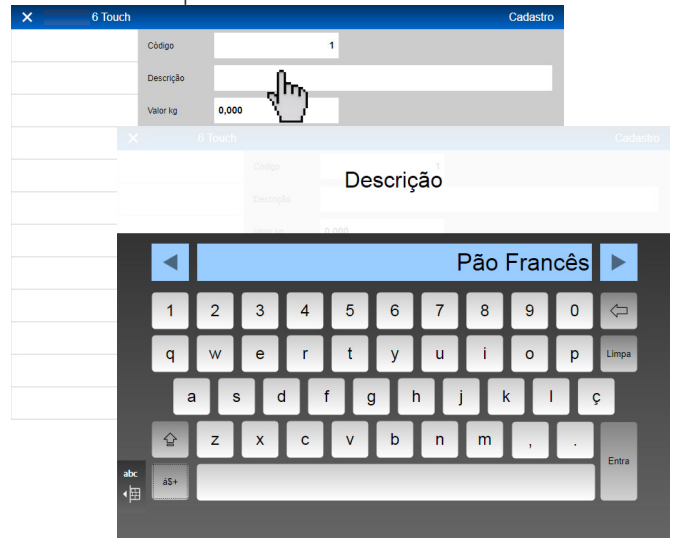 6 Touch Cadastro
Código 1
Descrição
Valor kg 0,000
6 Touch Cadastro
Código 1
Descrição
Descrição
Valor kg 0,000
Pão Francês
1 2 3 4 5 6 7 8 9 0
q w e r t y u i o p Limpa
a s d f g h j k l ç
z x c v b n m , .
Entra
abc
áS+